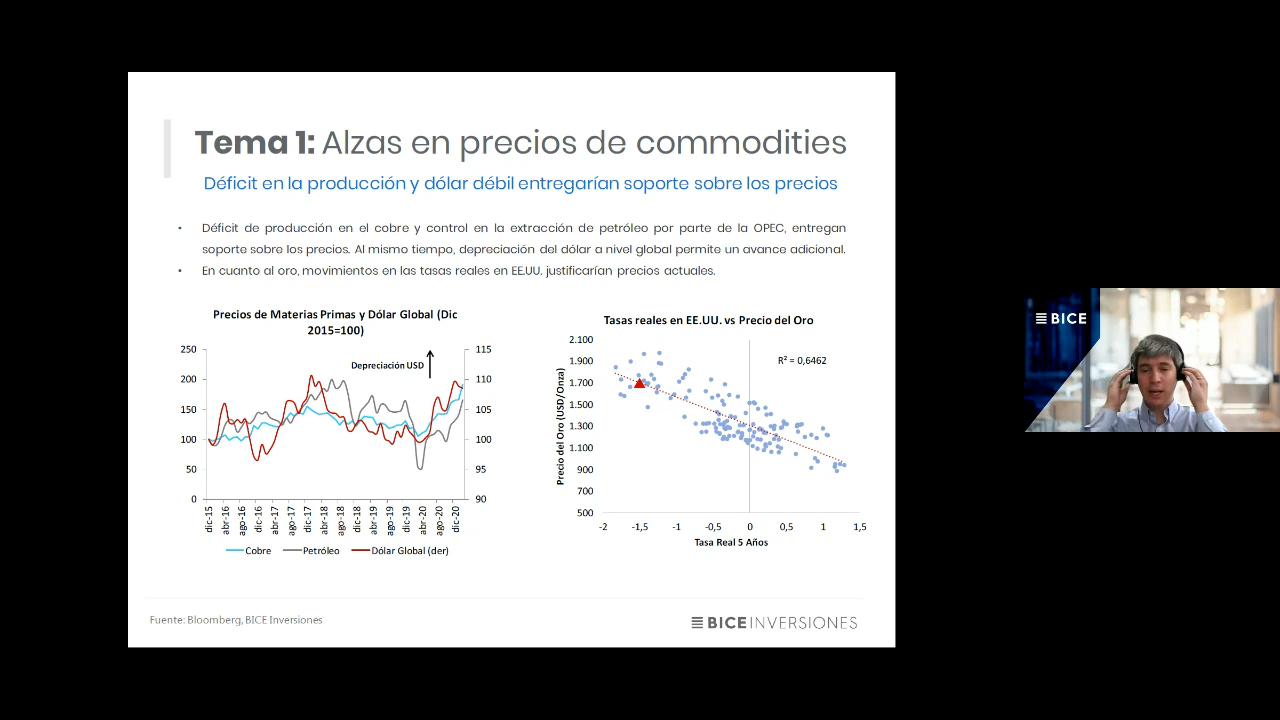 Tema 1: Alzas en precios de commodities
Déficit en la producción y dólar débil entregarían soporte sobre los precios
• Déficit de producción en el cobre y control en la extracción de petróleo por parte de la OPEC, entregan
soporte sobre los precios. Al mismo tiempo, depreciación del dólar a nivel global permite un avance adicional.
• En cuanto al oro, movimientos en las tasas reales en EE.UU. justificarían precios actuales.
Precios de Materias Primas y Dólar Global (Dic
2015=100)
Depreciación USD
250
200
150
100
50
0
115
110
105
100
95
90
dic-15
abr-16
ago-16
dic-16
abr-17
ago-17
dic-17
abr-18
ago-18
dic-18
abr-19
ago-19
dic-19
abr-20
ago-20
dic-20
Cobre Petróleo Dólar Global (der)
Tasas reales en EE.UU. vs Precio del Oro
R² = 0,6462
Precio del Oro (USD/Onza)
2.100
1.900
1.700
1.500
1.300
1.100
900
700
500
-2 -1,5 -1 -0,5 0 0,5 1 1,5
Tasa Real 5 Años
Fuente: Bloomberg, BICE Inversiones
BICEINVERSIONES
BICE